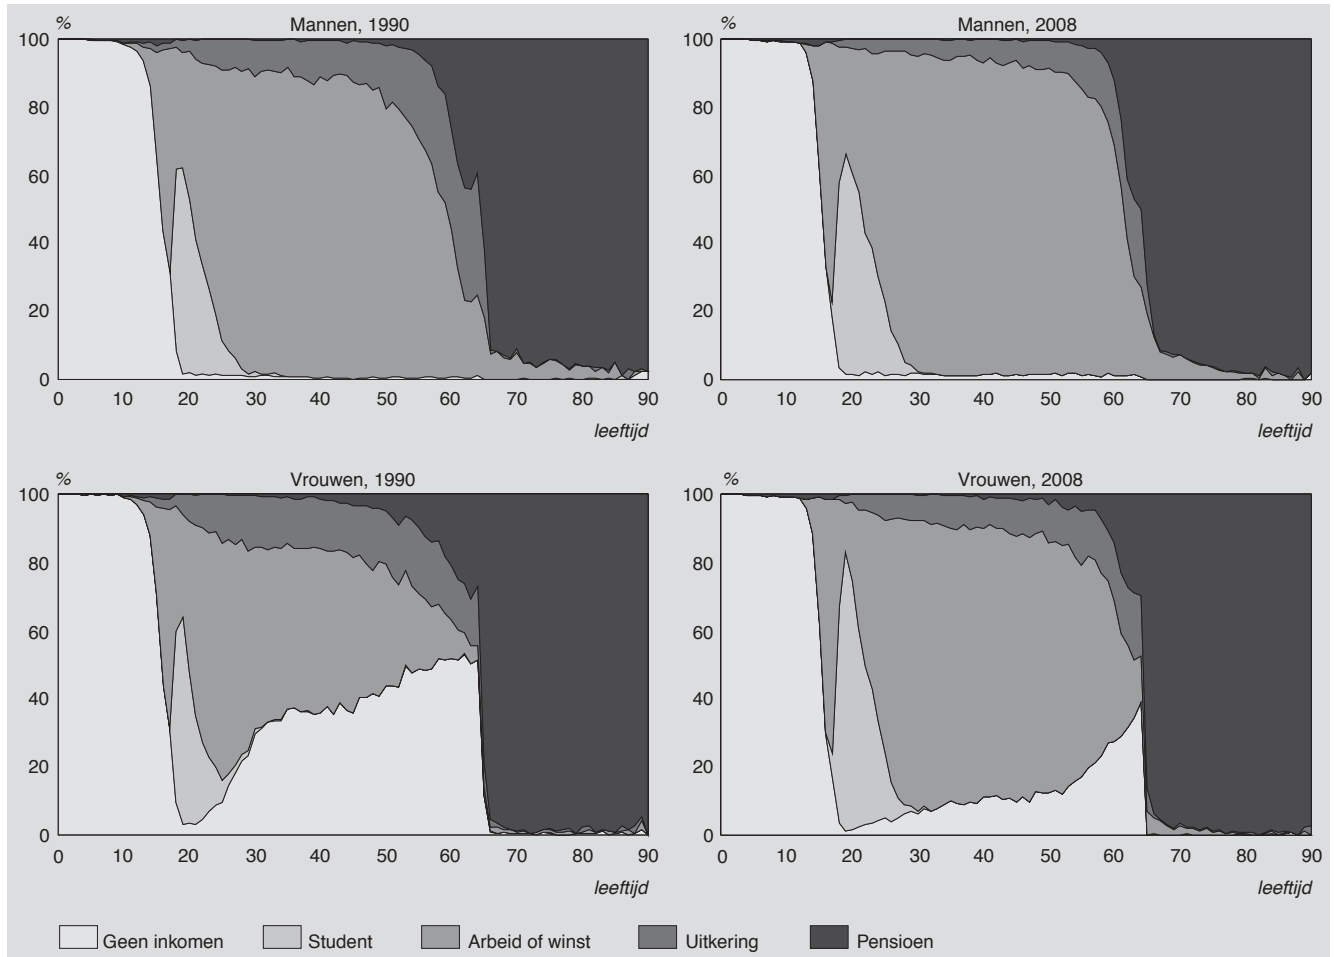 % Mannen, 1990
100
80
60
40
20
0
0 10 20 30 40 50 60 70 80 90
leeftijd
% Mannen, 2008
100
80
60
40
20
0
0 10 20 30 40 50 60 70 80 90
leeftijd
% Vrouwen, 1990
100
80
60
40
20
0
0 10 20 30 40 50 60 70 80 90
leeftijd
% Vrouwen, 2008
100
80
60
40
20
0
0 10 20 30 40 50 60 70 80 90
leeftijd
Geen inkomen Student Arbeid of winst Uitkering Pensioen